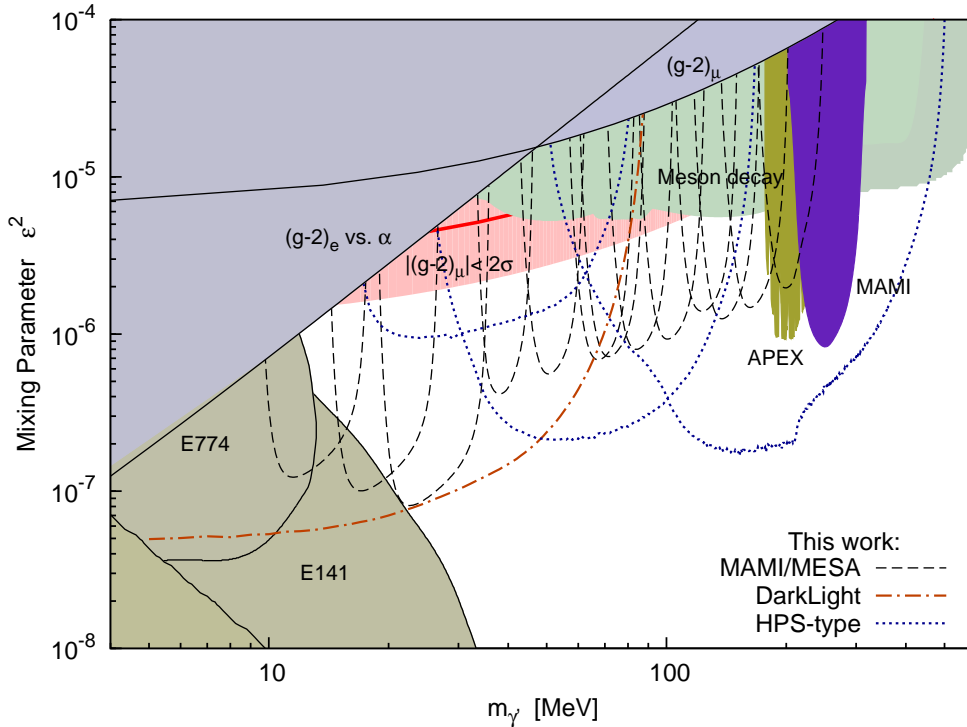 10⁻⁴
10⁻⁵
10⁻⁶
10⁻⁷
10⁻⁸
Mixing Parameter ε²
(g-2)μ
Meson decay
(g-2)e vs. α
|(g-2)μ| < 2σ
MAMI
APEX
E774
E141
This work:
MAMI/MESA
DarkLight
HPS-type
10
100
mγ' [MeV]